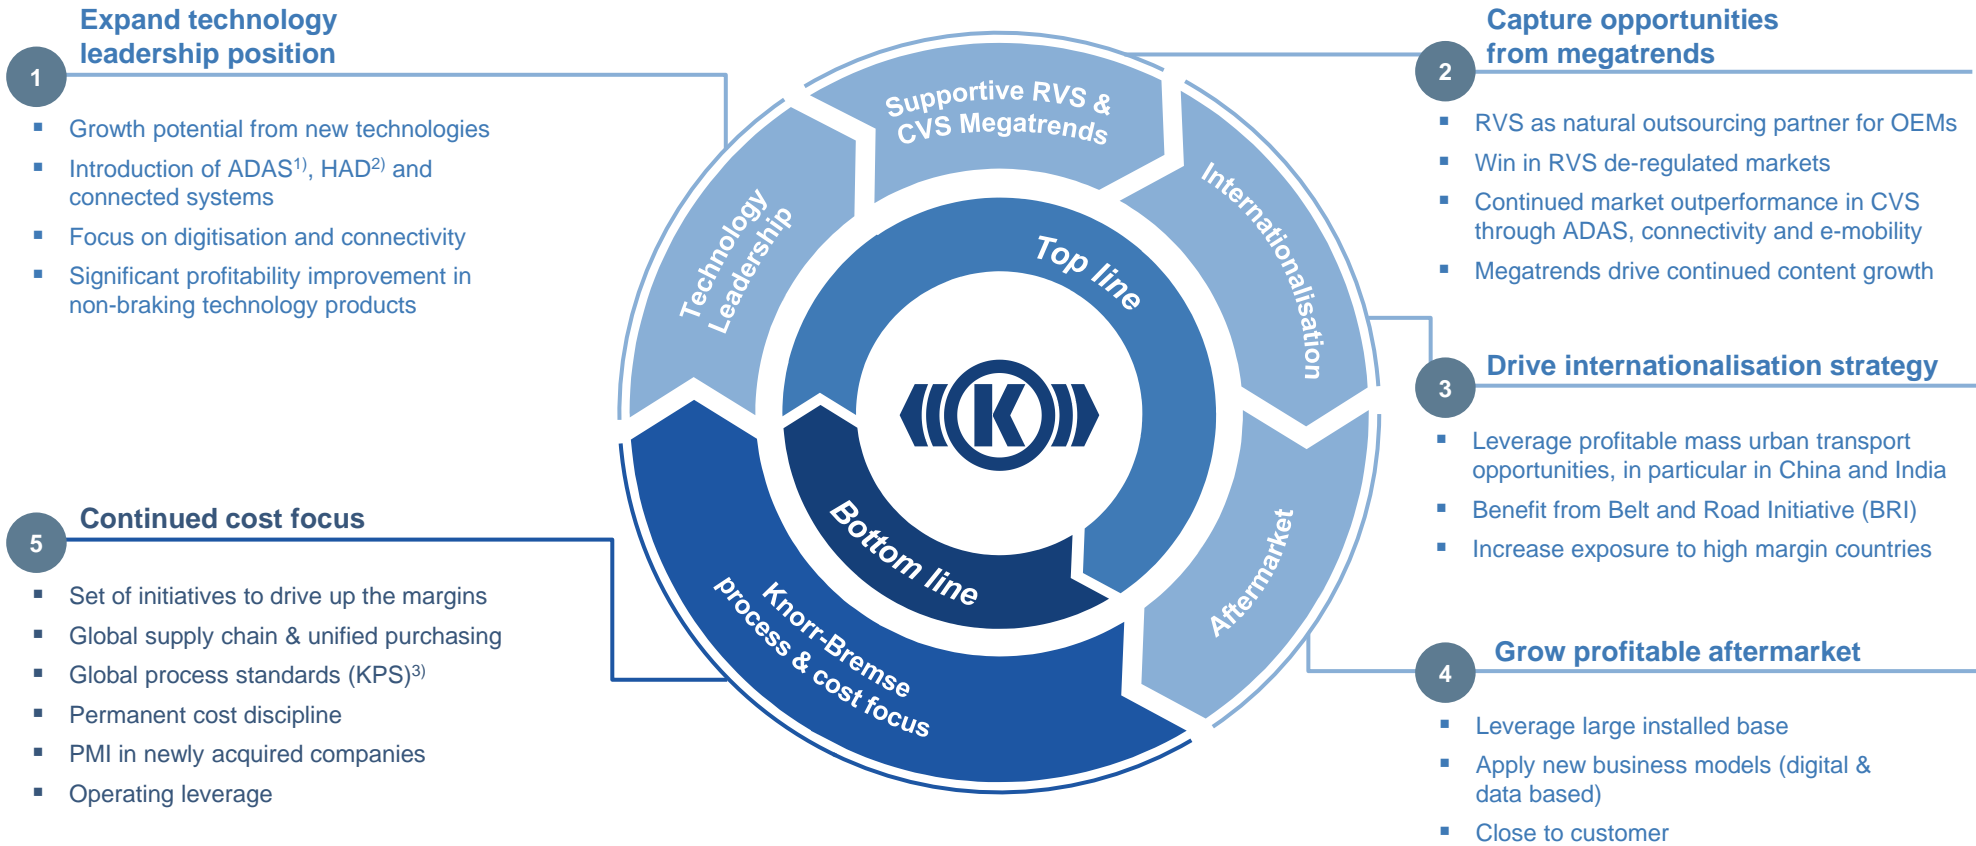 Expand technology
leadership position
1
Growth potential from new technologies
Introduction of ADAS1), HAD2) and
connected systems
Focus on digitisation and connectivity
Significant profitability improvement in
non-braking technology products
Capture opportunities
from megatrends
2
RVS as natural outsourcing partner for OEMs
Win in RVS de-regulated markets
Continued market outperformance in CVS
through ADAS, connectivity and e-mobility
Megatrends drive continued content growth
Drive internationalisation strategy
3
Leverage profitable mass urban transport
opportunities, in particular in China and India
Benefit from Belt and Road Initiative (BRI)
Increase exposure to high margin countries
Grow profitable aftermarket
4
Leverage large installed base
Apply new business models (digital &
data based)
Close to customer
Continued cost focus
5
Set of initiatives to drive up the margins
Global supply chain & unified purchasing
Global process standards (KPS)3)
Permanent cost discipline
PMI in newly acquired companies
Operating leverage
Technology
Leadership
Supportive RVS &
CVS Megatrends
Internationalisation
Aftermarket
Knorr-Bremse
process & cost focus
Top line
Bottom line
K